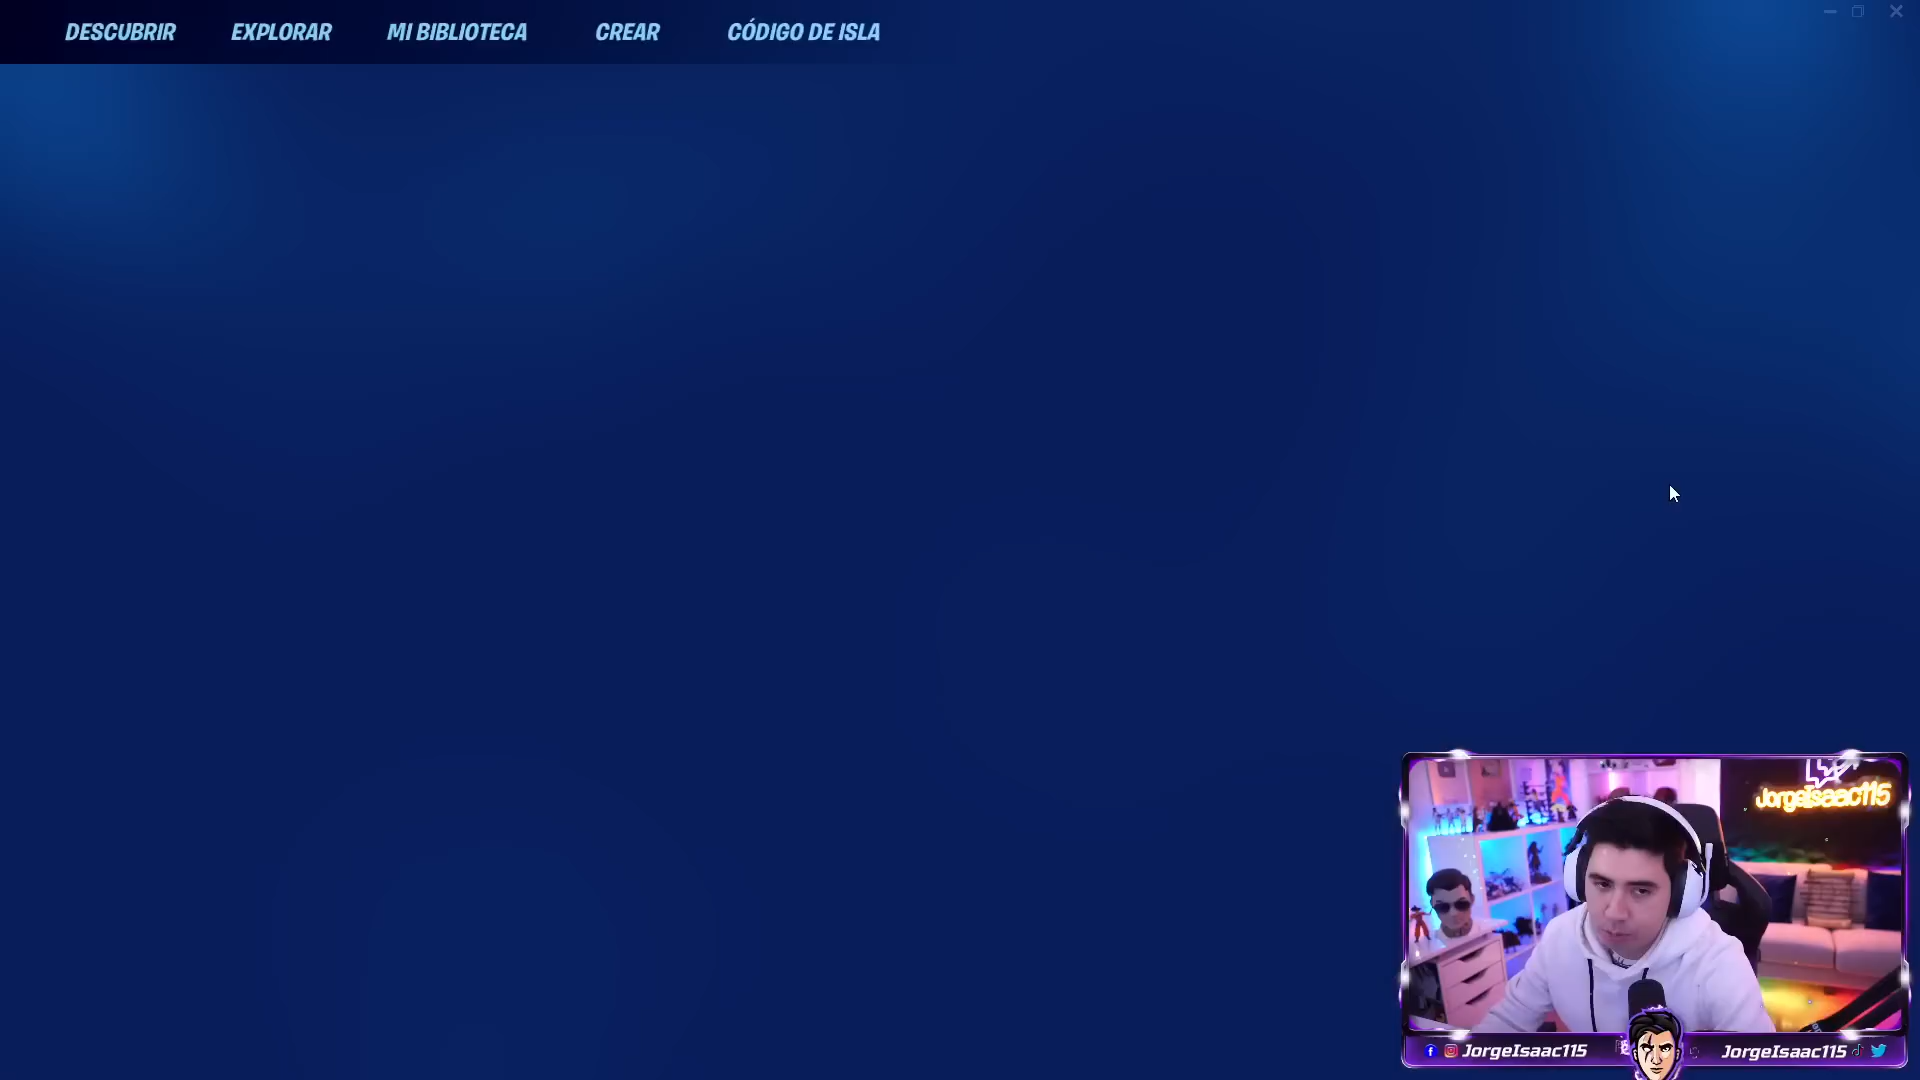 DESCUBRIR EXPLORAR MI BIBLIOTECA CREAR CÓDIGO DE ISLA
JorgeIsaac115
JorgeIsaac115 JorgeIsaac115